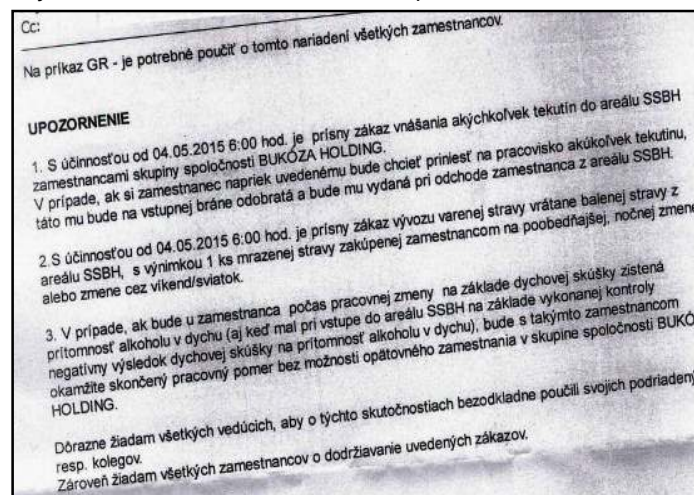 Cc:
Na príkaz GR - je potrebné poučiť o tomto nariadení všetkých zamestnancov.
UPOZORNENIE
1. S účinnosťou od 04.05.2015 6:00 hod. je prísny zákaz vnášania akýchkoľvek tekutín do areálu SSBH
zamestnancami skupiny spoločnosti BUKÓZA HOLDING.
V prípade, ak si zamestnanec napriek uvedenému bude chcieť priniesť na pracovisko akúkoľvek tekutinu,
táto mu bude na vstupnej bráne odobratá a bude mu vydaná pri odchode zamestnanca z areálu SSBH.
2.S účinnosťou od 04.05.2015 6:00 hod. je prísny zákaz vývozu varenej stravy vrátane balenej stravy z
areálu SSBH, s výnimkou 1 ks mrazenej stravy zakúpenej zamestnancom na poobedňajšej, nočnej zmene
alebo zmene cez víkend/sviatok.
3. V prípade, ak bude u zamestnanca počas pracovnej zmeny na základe dychovej skúšky zistená
prítomnosť alkoholu v dychu (aj keď mal pri vstupe do areálu SSBH na základe vykonanej kontroly
negatívny výsledok dychovej skúšky na prítomnosť alkoholu v dychu), bude s takýmto zamestnancom
okamžite skončený pracovný pomer bez možnosti opätovného zamestnania v skupine spoločnosti BUKÓ
HOLDING.
Dôrazne žiadam všetkých vedúcich, aby o týchto skutočnostiach bezodkladne poučili svojich podriadený
resp. kolegov.
Zároveň žiadam všetkých zamestnancov o dodržiavanie uvedených zákazov.